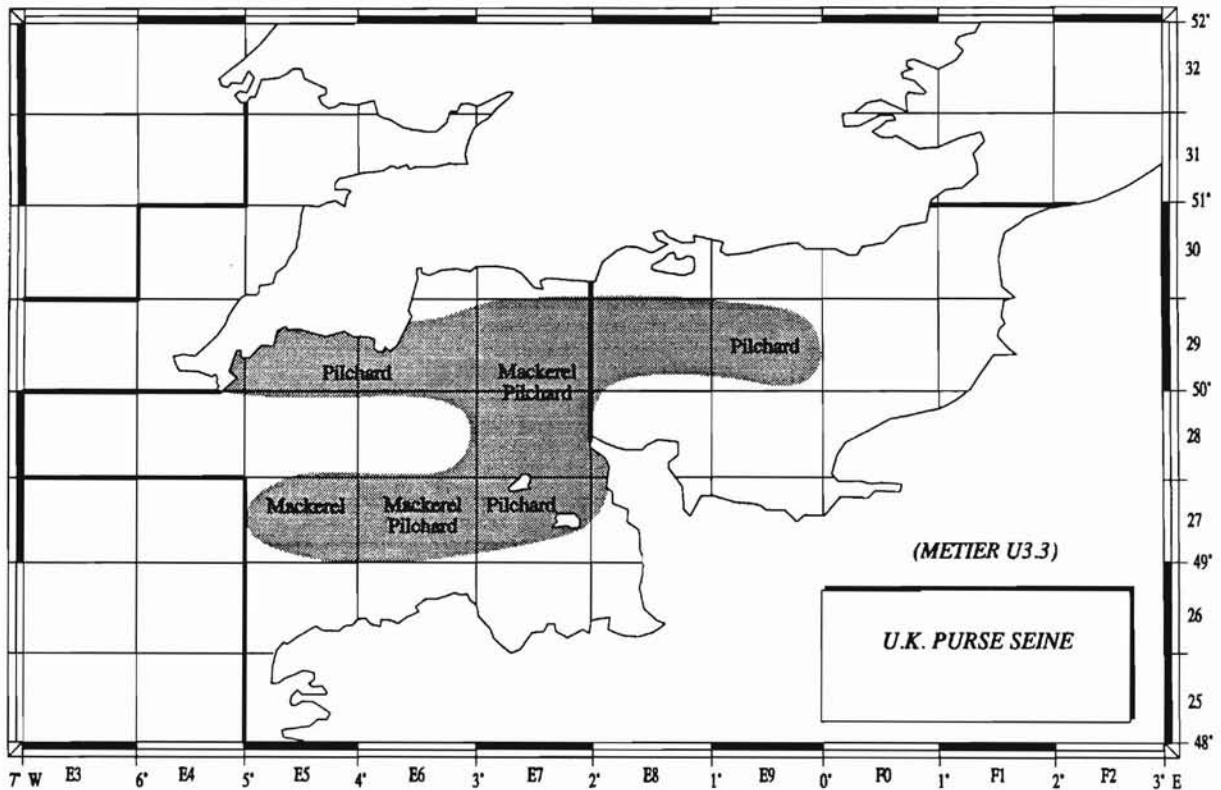 52°
32
31
51°
30
Pilchard
29
Pilchard
Mackerel
Pilchard
50°
28
Mackerel
Mackerel
Pilchard
Pilchard
27
(METIER U3.3)
49°
26
U.K. PURSE SEINE
25
48°
7° W E3 6° E4 5° E5 4° E6 3° E7 2° E8 1° E9 0° F0 1° F1 2° F2 3° E